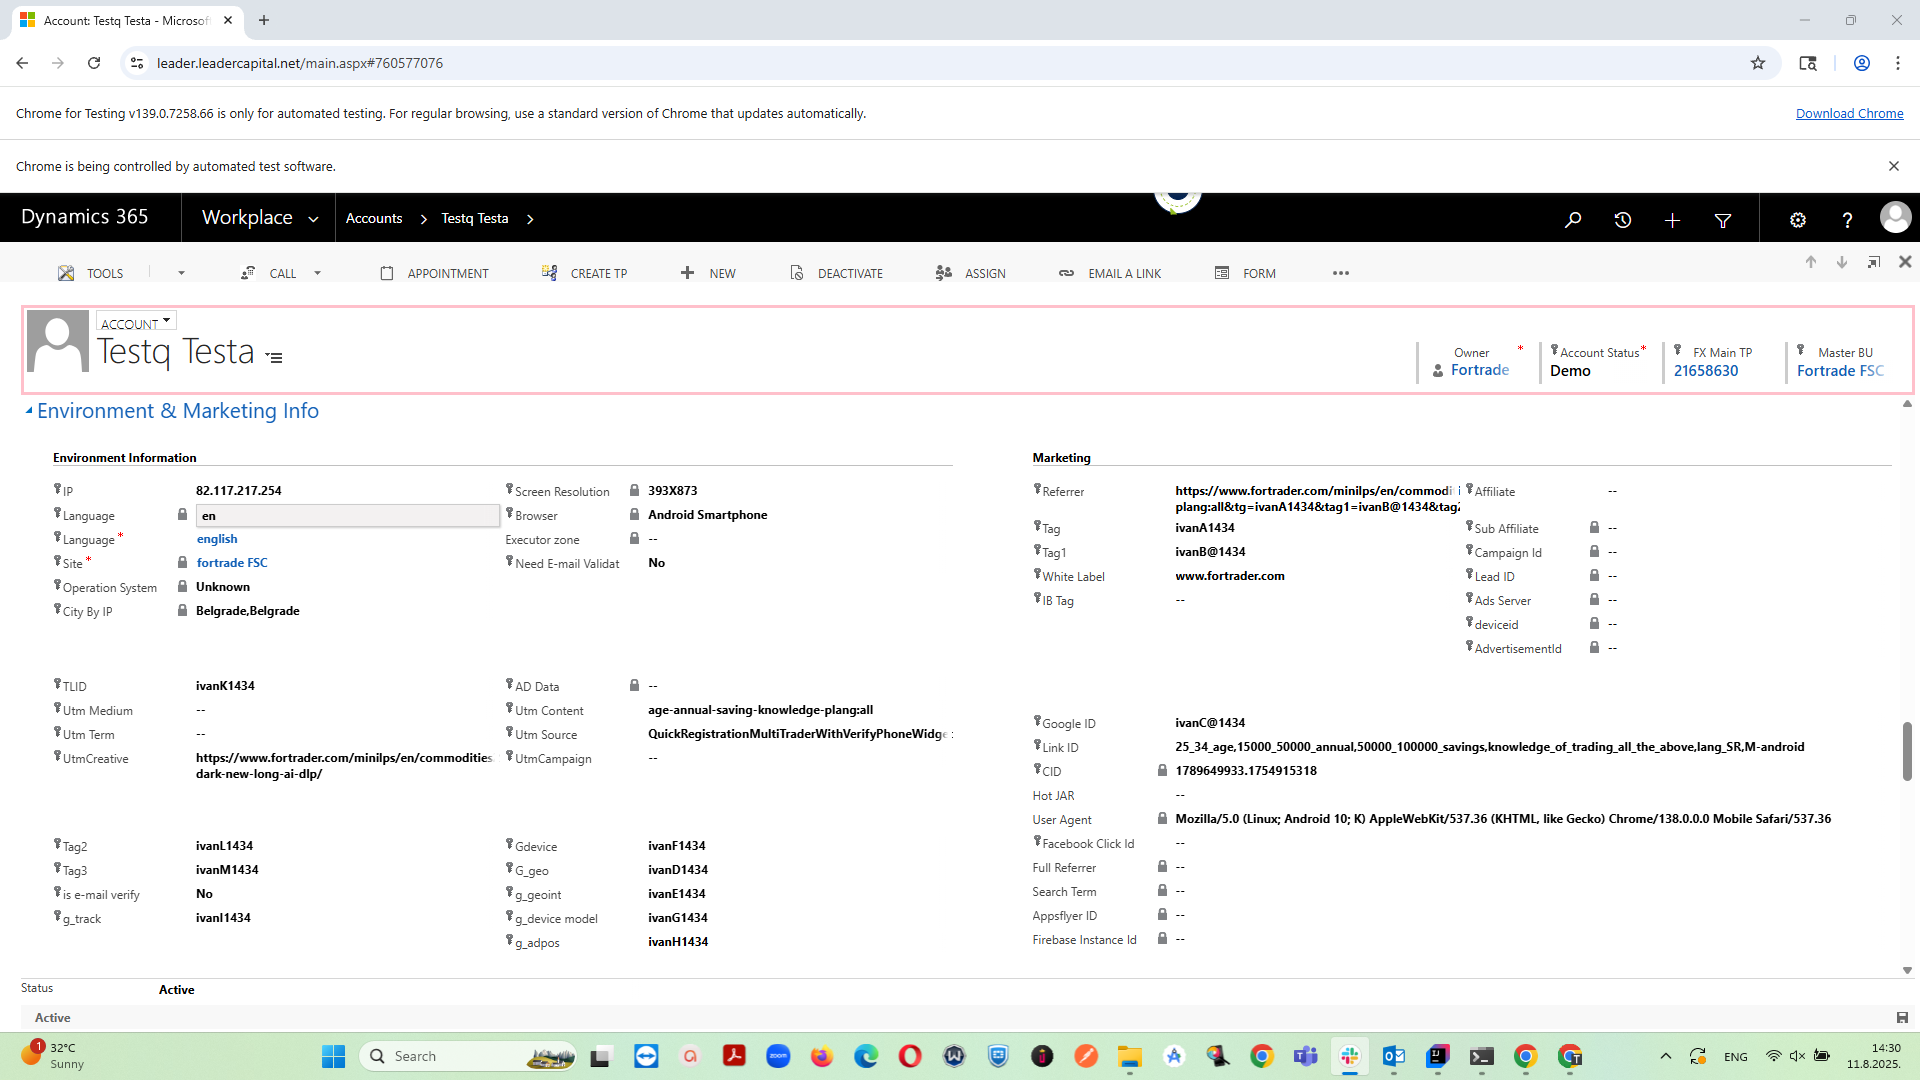 Account: Testq Testa - Microsof
leader.leadercapital.net/main.aspx#760577076
Chrome for Testing v139.0.7258.66 is only for automated testing. For regular browsing, use a standard version of Chrome that updates automatically.
Download Chrome
Chrome is being controlled by automated test software.
Dynamics 365
Workplace
Accounts
Testq Testa
TOOLS
CALL
APPOINTMENT
CREATE TP
NEW
DEACTIVATE
ASSIGN
EMAIL A LINK
FORM
ACCOUNT
Testq Testa
Owner *
Fortrade
Account Status*
Demo
FX Main TP
21658630
Master BU
Fortrade FSC
Environment & Marketing Info
Environment Information
IP 82.117.217.254
Language en
Language * english
Site * fortrade FSC
Operation System Unknown
City By IP Belgrade,Belgrade
Screen Resolution 393X873
Browser Android Smartphone
Executor zone --
Need E-mail Validat No
TLID ivanK1434
Utm Medium --
Utm Term --
UtmCreative https://www.fortrader.com/minilps/en/commodities
dark-new-long-ai-dlp/
AD Data --
Utm Content age-annual-saving-knowledge-plang:all
Utm Source QuickRegistrationMultiTraderWithVerifyPhoneWidge
UtmCampaign --
Tag2 ivanL1434
Tag3 ivanM1434
is e-mail verify No
g_track ivanI1434
Gdevice ivanF1434
G_geo ivanD1434
g_geoint ivanE1434
g_device model ivanG1434
g_adpos ivanH1434
Marketing
Referrer https://www.fortrader.com/minilps/en/commodi
plang:all&tg=ivanA1434&tag1=ivanB@1434&tag2
Tag ivanA1434
Tag1 ivanB@1434
White Label www.fortrader.com
IB Tag --
Affiliate --
Sub Affiliate --
Campaign Id --
Lead ID --
Ads Server --
deviceid --
AdvertisementId --
Google ID ivanC@1434
Link ID 25_34_age,15000_50000_annual,50000_100000_savings,knowledge_of_trading_all_the_above,lang_SR,M-android
CID 1789649933.1754915318
Hot JAR --
User Agent Mozilla/5.0 (Linux; Android 10; K) AppleWebKit/537.36 (KHTML, like Gecko) Chrome/138.0.0.0 Mobile Safari/537.36
Facebook Click Id --
Full Referrer --
Search Term --
Appsflyer ID --
Firebase Instance Id --
Status Active
Active
1
32°C
Sunny
Search
zoom
ENG
14:30
11.8.2025.